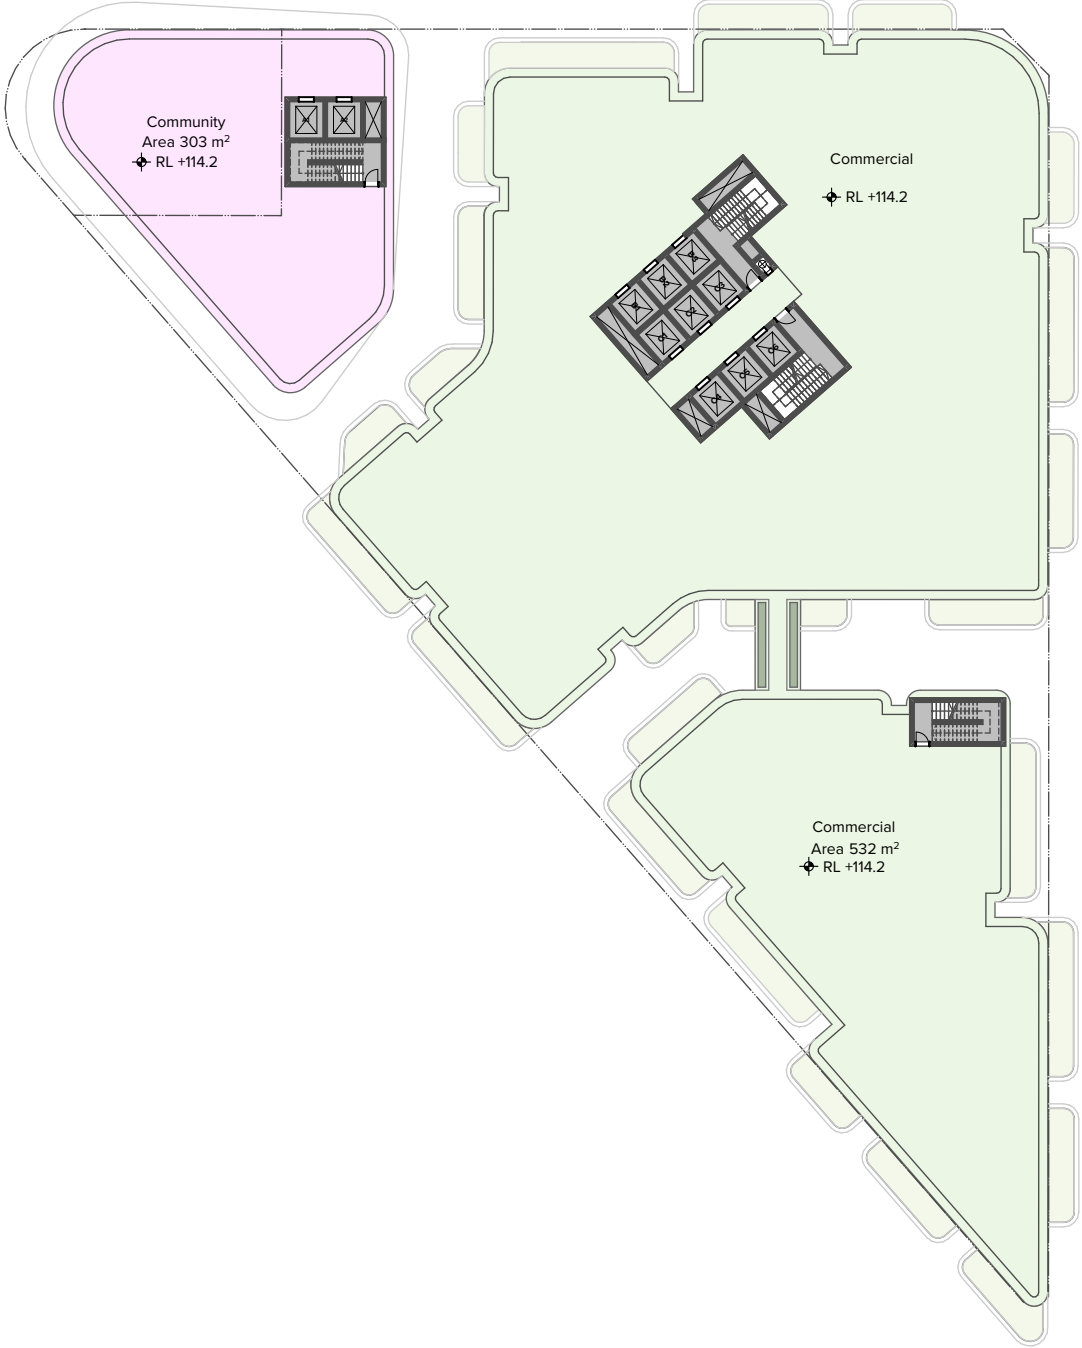 Community
Area 303 m²
RL +114.2
Commercial
RL +114.2
Commercial
Area 532 m²
RL +114.2